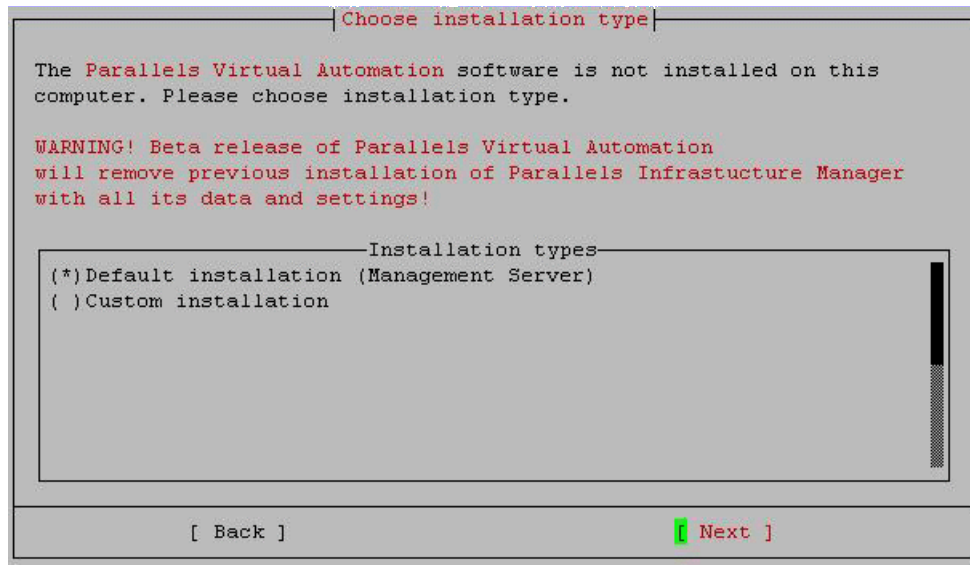 Choose installation type
The Parallels Virtual Automation software is not installed on this
computer. Please choose installation type.
WARNING! Beta release of Parallels Virtual Automation
will remove previous installation of Parallels Infrastucture Manager
with all its data and settings!
Installation types
(*)Default installation (Management Server)
( )Custom installation
[ Back ] [ Next ]